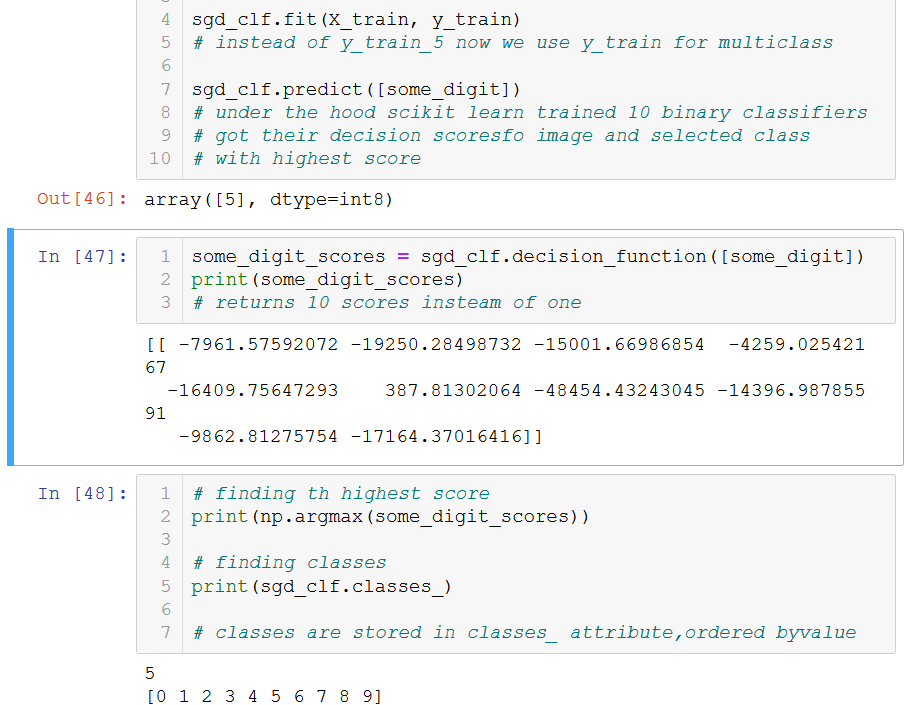 4 sgd_clf.fit(X_train, y_train)
5 # instead of y_train_5 now we use y_train for multiclass
6
7 sgd_clf.predict([some_digit])
8 # under the hood scikit learn trained 10 binary classifiers
9 # got their decision scoresfo image and selected class
10 # with highest score
Out[46]: array([5], dtype=int8)
In [47]: 1 some_digit_scores = sgd_clf.decision_function([some_digit])
2 print(some_digit_scores)
3 # returns 10 scores insteam of one
[[ -7961.57592072 -19250.28498732 -15001.66986854  -4259.025421
67
-16409.75647293    387.81302064 -48454.43243045 -14396.987855
91
-9862.81275754 -17164.37016416]]
In [48]: 1 # finding th highest score
2 print(np.argmax(some_digit_scores))
3
4 # finding classes
5 print(sgd_clf.classes_)
6
7 # classes are stored in classes_ attribute,ordered byvalue
5
[0 1 2 3 4 5 6 7 8 9]